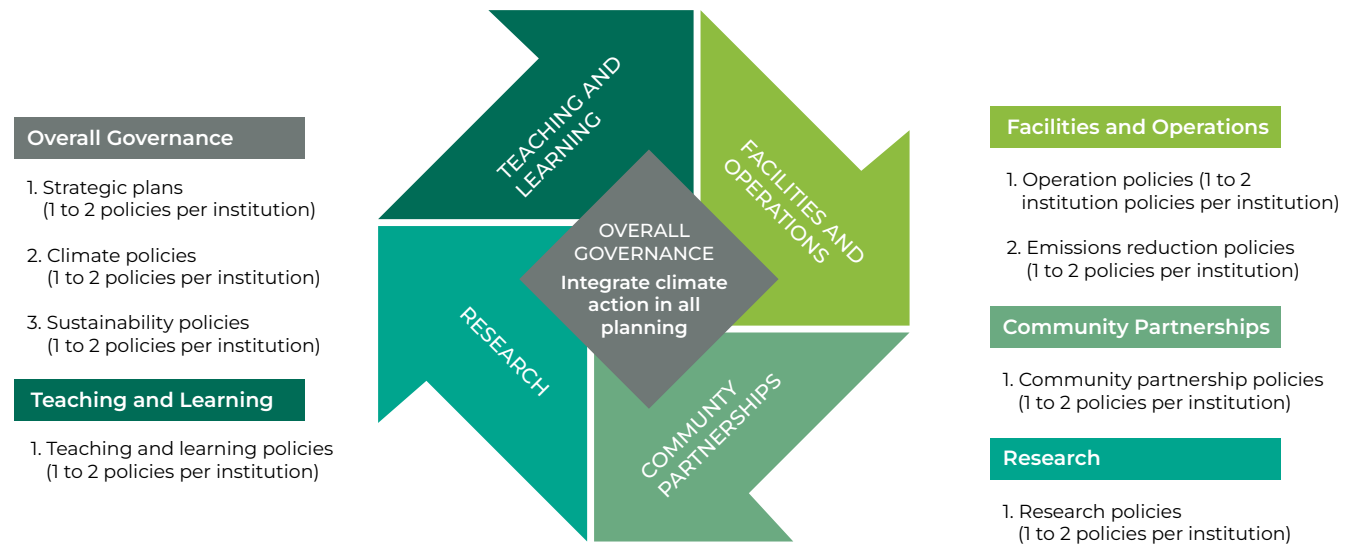 Overall Governance
1. Strategic plans
(1 to 2 policies per institution)
2. Climate policies
(1 to 2 policies per institution)
3. Sustainability policies
(1 to 2 policies per institution)
Teaching and Learning
1. Teaching and learning policies
(1 to 2 policies per institution)
TEACHING AND
LEARNING
FACILITIES AND
OPERATIONS
OVERALL
GOVERNANCE
Integrate climate
action in all
planning
RESEARCH
COMMUNITY
PARTNERSHIPS
Facilities and Operations
1. Operation policies (1 to 2
institution policies per institution)
2. Emissions reduction policies
(1 to 2 policies per institution)
Community Partnerships
1. Community partnership policies
(1 to 2 policies per institution)
Research
1. Research policies
(1 to 2 policies per institution)